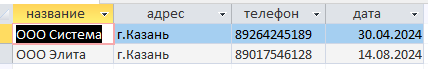 название адрес телефон дата
ООО Система г.Казань 89264245189 30.04.2024
ООО Элита г.Казань 89017546128 14.08.2024